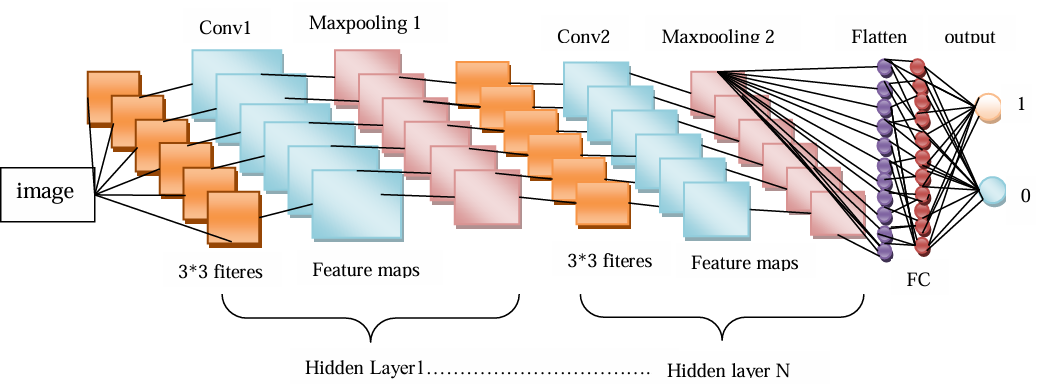 Conv1
Maxpooling 1
Conv2
Maxpooling 2
Flatten
output
1
image
0
3*3 fiteres
Feature maps
3*3 fiteres
Feature maps
FC
Hidden Layer1..................................... Hidden layer N